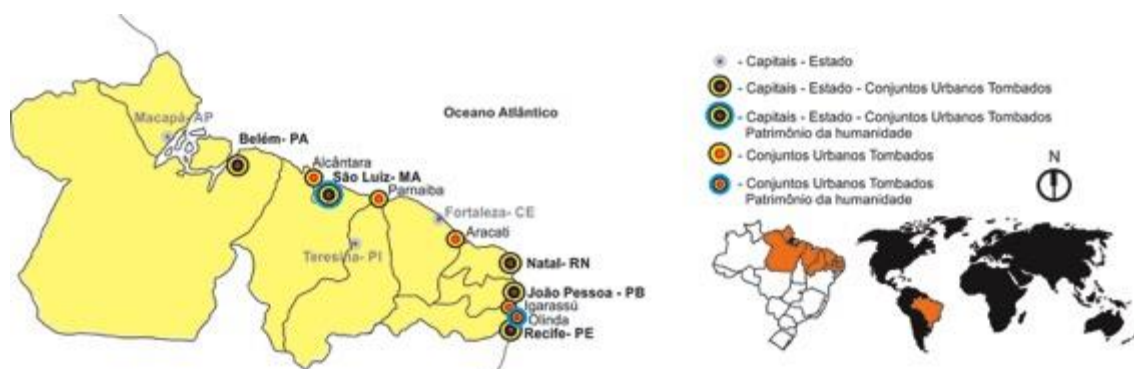 Macapá- AP
Oceano Atlântico
Belém- PA
Alcântara
São Luiz- MA
Parnaiba
Fortaleza- CE
Aracati
Teresina- PI
Natal- RN
João Pessoa - PB
Igarassú
Olinda
Recife- PE
- Capitais - Estado
- Capitais - Estado - Conjuntos Urbanos Tombados
- Capitais - Estado - Conjuntos Urbanos Tombados
Patrimônio da humanidade
- Conjuntos Urbanos Tombados
- Conjuntos Urbanos Tombados
Patrimônio da humanidade
N